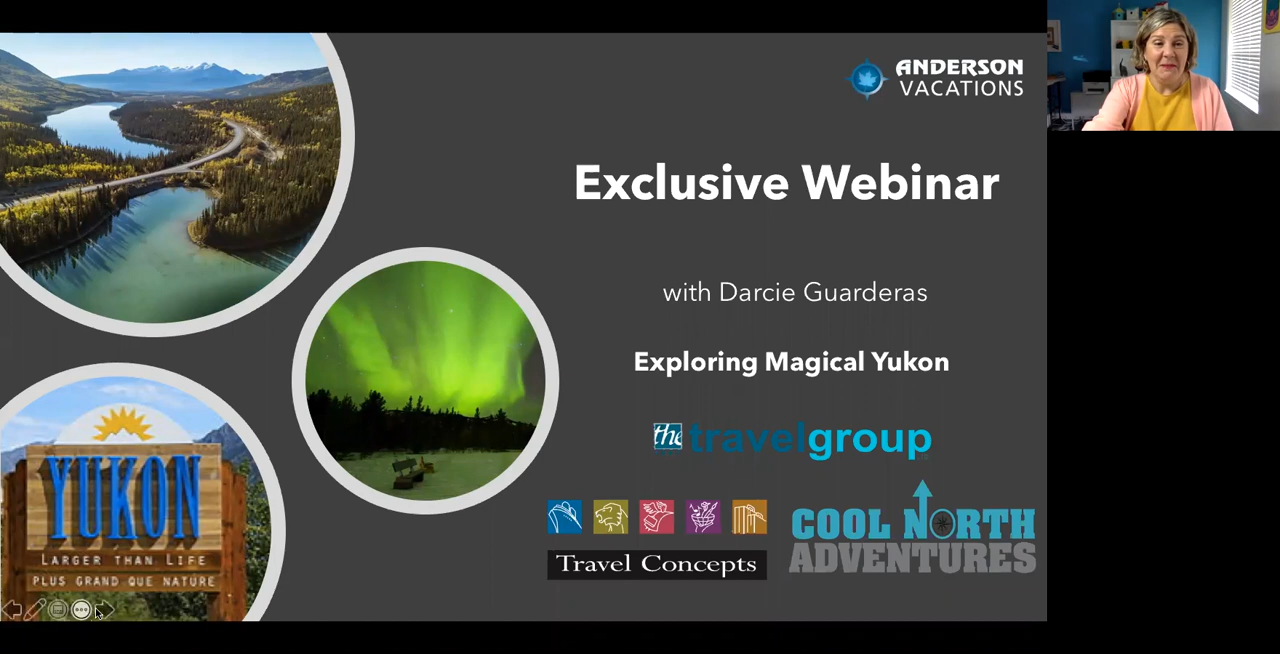 ANDERSON
VACATIONS
Exclusive Webinar
with Darcie Guarderas
Exploring Magical Yukon
the travelgroup
Travel Concepts
COOL NORTH
ADVENTURES
YUKON
LARGER THAN LIFE
PLUS GRAND QUE NATURE